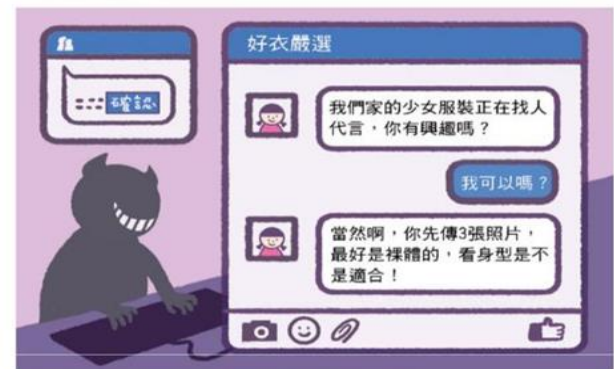 確認
好衣嚴選
我們家的少女服裝正在找人
代言，你有興趣嗎？
我可以嗎？
當然啊，你先傳3張照片，
最好是裸體的，看身型是不
是適合！